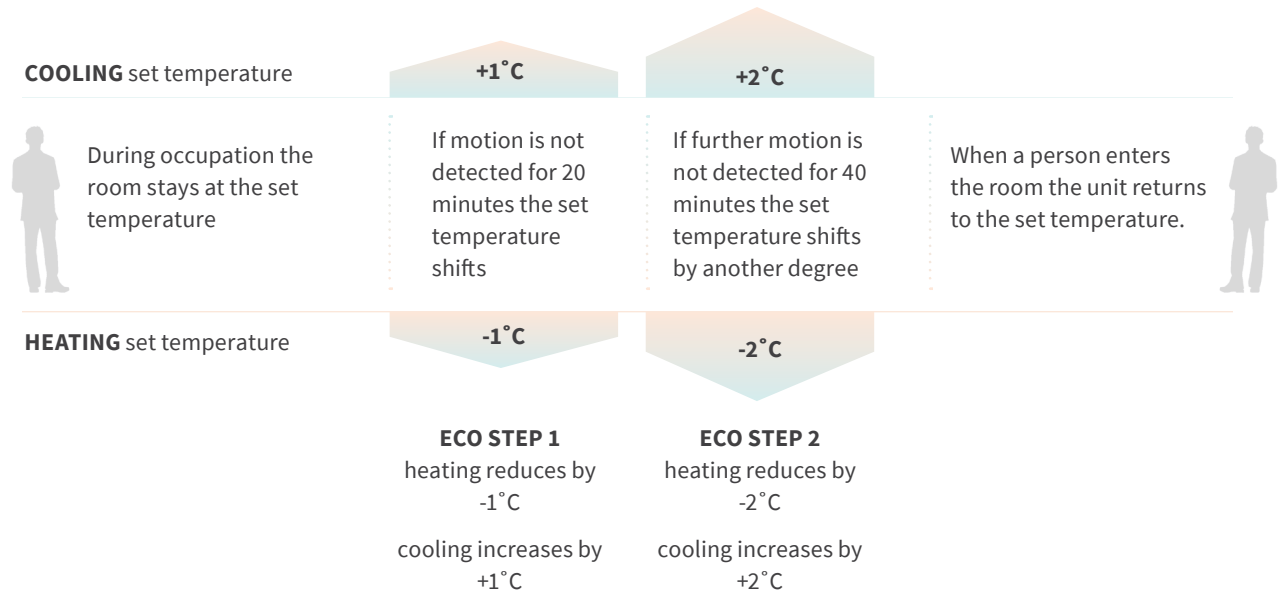 COOLING set temperature
+1˚C
+2˚C
During occupation the
room stays at the set
temperature
If motion is not
detected for 20
minutes the set
temperature
shifts
If further motion is
not detected for 40
minutes the set
temperature shifts
by another degree
When a person enters
the room the unit returns
to the set temperature.
HEATING set temperature
-1˚C
-2˚C
ECO STEP 1
heating reduces by
-1˚C
cooling increases by
+1˚C
ECO STEP 2
heating reduces by
-2˚C
cooling increases by
+2˚C